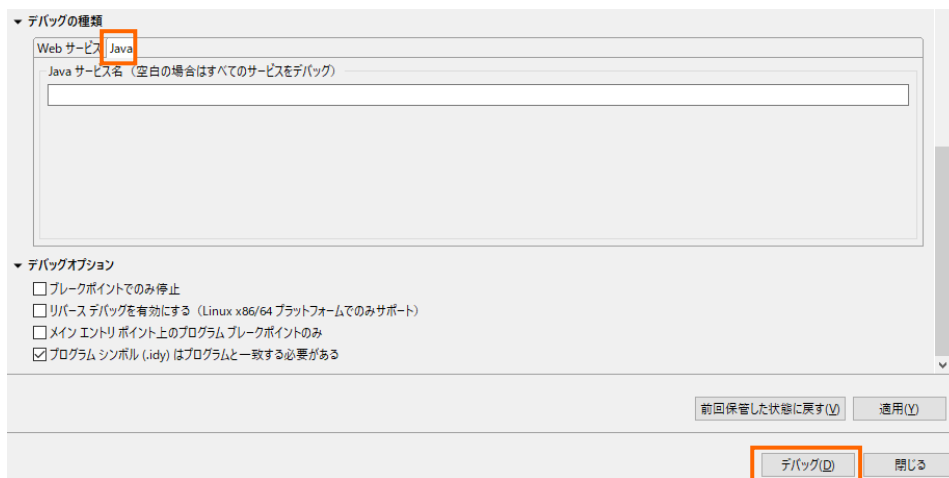 デバッグの種類
Web サービス Java
Java サービス名（空白の場合はすべてのサービスをデバッグ）
デバッグオプション
ブレークポイントでのみ停止
リバース デバッグを有効にする（Linux x86/64 プラットフォームでのみサポート）
メイン エントリ ポイント上のプログラム ブレークポイントのみ
プログラム シンボル (.idy) はプログラムと一致する必要がある
前回保管した状態に戻す(V) 適用(Y)
デバッグ(D) 閉じる